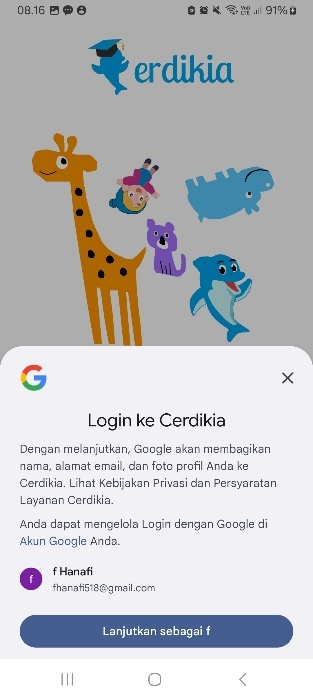 08.16 91%
erdikia
Login ke Cerdikia
Dengan melanjutkan, Google akan membagikan
nama, alamat email, dan foto profil Anda ke
Cerdikia. Lihat Kebijakan Privasi dan Persyaratan
Layanan Cerdikia.
Anda dapat mengelola Login dengan Google di
Akun Google Anda.
f
f Hanafi
fhanafi518@gmail.com
Lanjutkan sebagai f